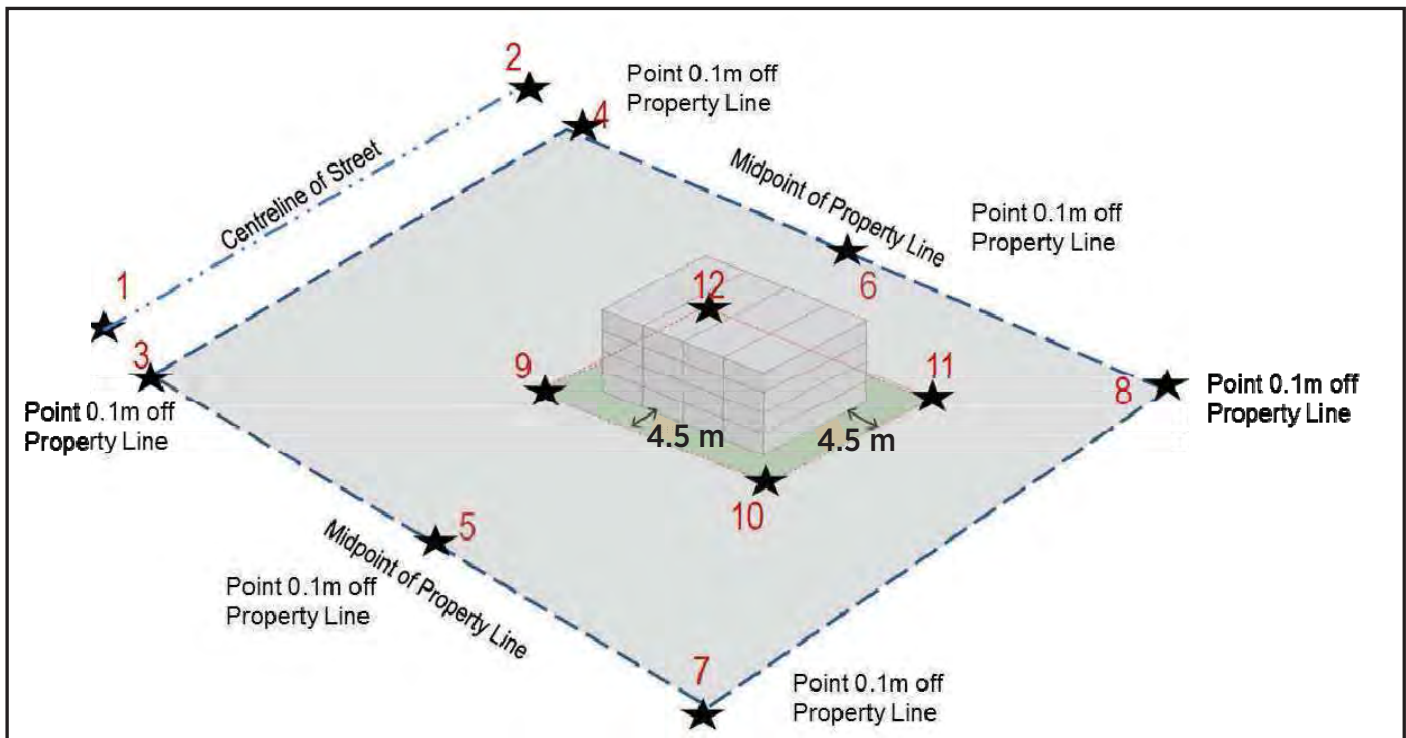 2
Point 0.1m off
Property Line
4
Midpoint of Property Line
Centreline of Street
Point 0.1m off
Property Line
1
12
6
3
9
11
8
Point 0.1m off
Property Line
Point 0.1m off
Property Line
4.5 m
4.5 m
10
5
Midpoint of Property Line
Point 0.1m off
Property Line
7
Point 0.1m off
Property Line